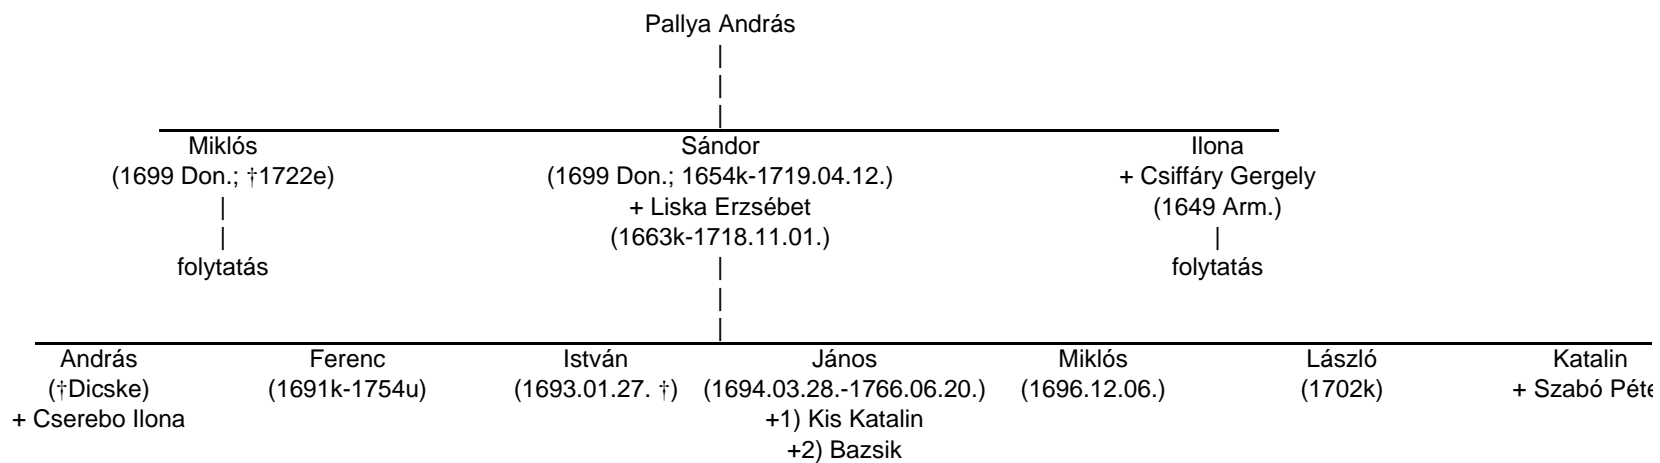 Pallya András
Miklós Sándor Ilona
(1699 Don.; †1722e) (1699 Don.; 1654k-1719.04.12.) + Csiffáry Gergely
+ Liska Erzsébet (1649 Arm.)
(1663k-1718.11.01.)
folytatás folytatás
András Ferenc István János Miklós László Katalin
(†Dicske) (1691k-1754u) (1693.01.27. †) (1694.03.28.-1766.06.20.) (1696.12.06.) (1702k) + Szabó Péte
+ Cserebo Ilona +1) Kis Katalin
+2) Bazsik